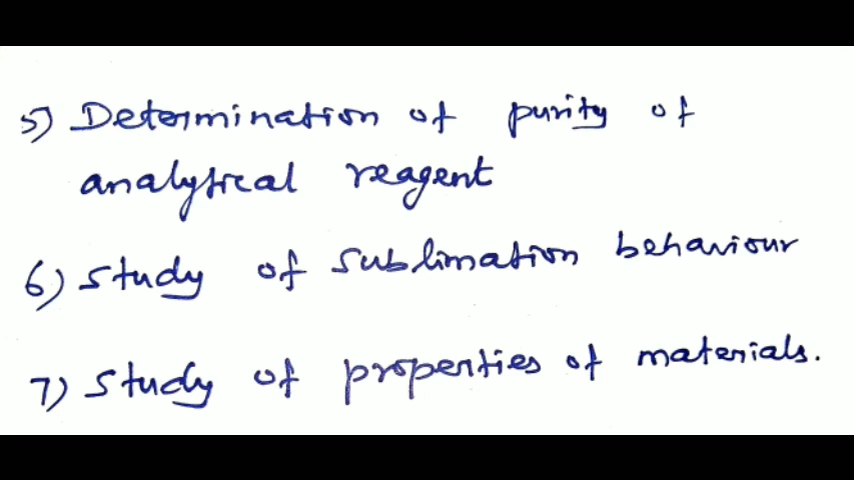 5) Determination of purity of
analytical reagent
6) Study of sublimation behaviour
7) Study of properties of materials.